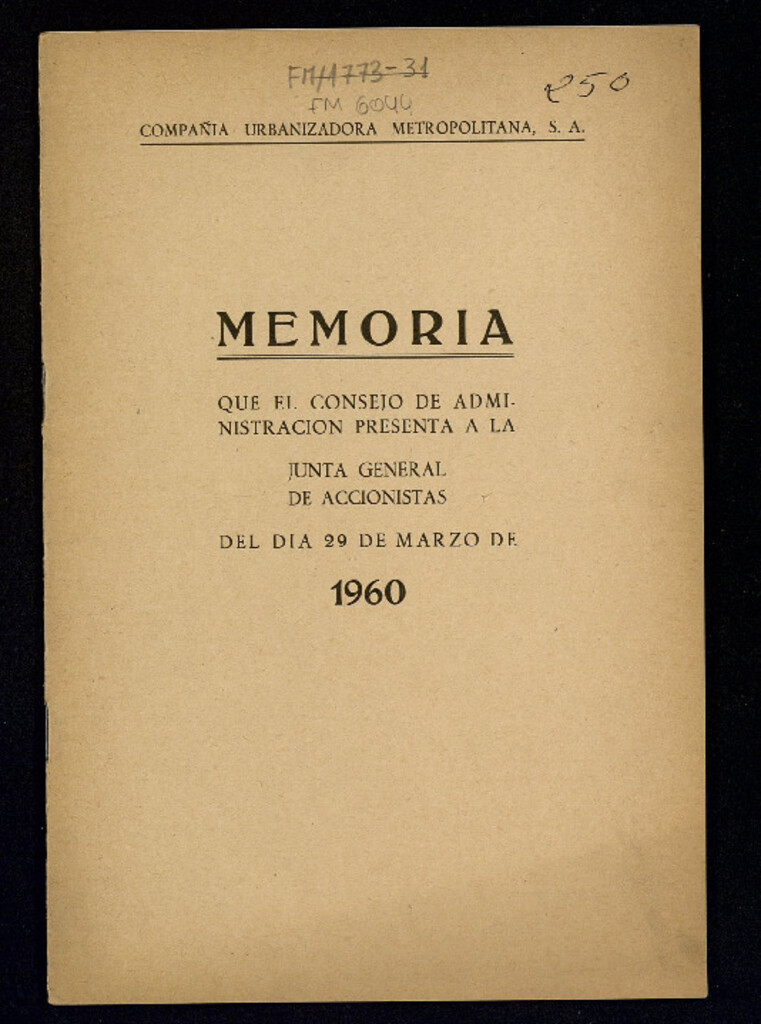 FM/1773-31
FM 6044
250
COMPAÑIA URBANIZADORA METROPOLITANA, S. A.
MEMORIA
QUE EL CONSEJO DE ADMI-
NISTRACION PRESENTA A LA
JUNTA GENERAL
DE ACCIONISTAS
DEL DIA 29 DE MARZO DE
1960